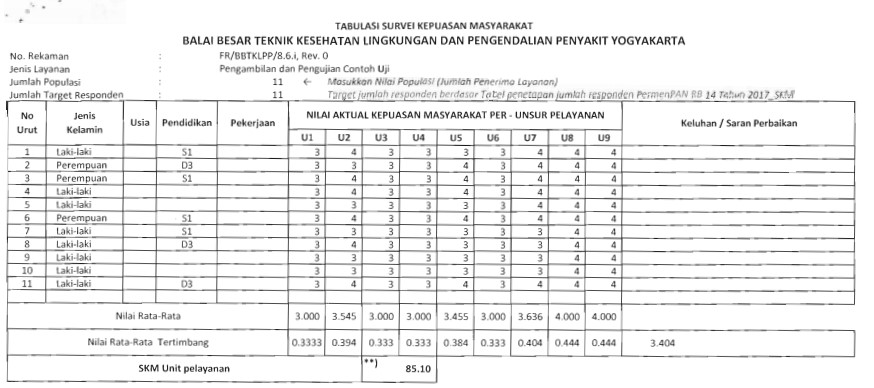 TABULASI SURVEI KEPUASAN MASYARAKAT
BALAI BESAR TEKNIK KESEHATAN LINGKUNGAN DAN PENGENDALIAN PENYAKIT YOGYAKARTA
No. Rekaman : FR/BBTKLPP/8.6.i, Rev. 0
Jenis Layanan : Pengambilan dan Pengujian Contoh Uji
Jumlah Populasi : 11 ← Masukkan Nilai Populasi (Jumlah Penerima Layanan)
Jumlah Target Responden : 11 Target jumlah responden berdasar Tabel penetapan jumlah responden PermenPAN RB 14 Tahun 2017_SKM
No Urut Jenis Kelamin Usia Pendidikan Pekerjaan NILAI AKTUAL KEPUASAN MASYARAKAT PER - UNSUR PELAYANAN Keluhan / Saran Perbaikan
U1 U2 U3 U4 U5 U6 U7 U8 U9
1 Laki-laki S1 3 4 3 3 3 3 4 4 4
2 Perempuan D3 3 3 3 3 4 3 4 4 4
3 Perempuan S1 3 4 3 3 4 3 4 4 4
4 Laki-laki 3 4 3 3 4 3 4 4 4
5 Laki-laki 3 3 3 3 3 3 4 4 4
6 Perempuan S1 3 4 3 3 4 3 4 4 4
7 Laki-laki S1 3 3 3 3 3 3 3 4 4
8 Laki-laki D3 3 4 3 3 3 3 3 4 4
9 Laki-laki 3 3 3 3 3 3 3 4 4
10 Laki-laki 3 3 3 3 3 3 3 4 4
11 Laki-laki D3 3 4 3 3 4 3 4 4 4
Nilai Rata-Rata 3.000 3.545 3.000 3.000 3.455 3.000 3.636 4.000 4.000
Nilai Rata-Rata Tertimbang 0.3333 0.394 0.333 0.333 0.384 0.333 0.404 0.444 0.444 3.404
SKM Unit pelayanan **) 85.10